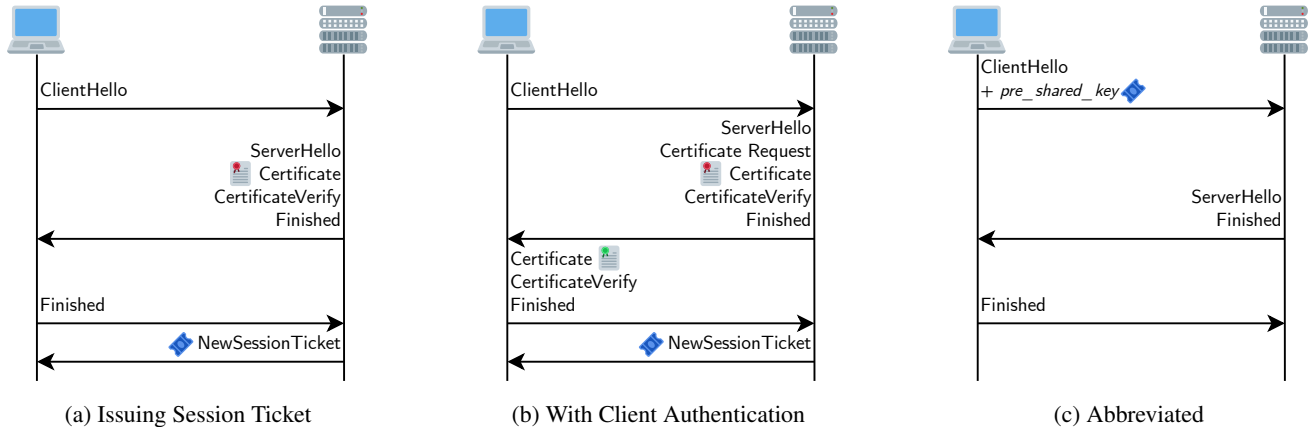 ClientHello
ServerHello
Certificate
CertificateVerify
Finished
Finished
NewSessionTicket
(a) Issuing Session Ticket
ClientHello
ServerHello
Certificate Request
Certificate
CertificateVerify
Finished
Certificate
CertificateVerify
Finished
NewSessionTicket
(b) With Client Authentication
ClientHello
+ pre_shared_key
ServerHello
Finished
Finished
(c) Abbreviated